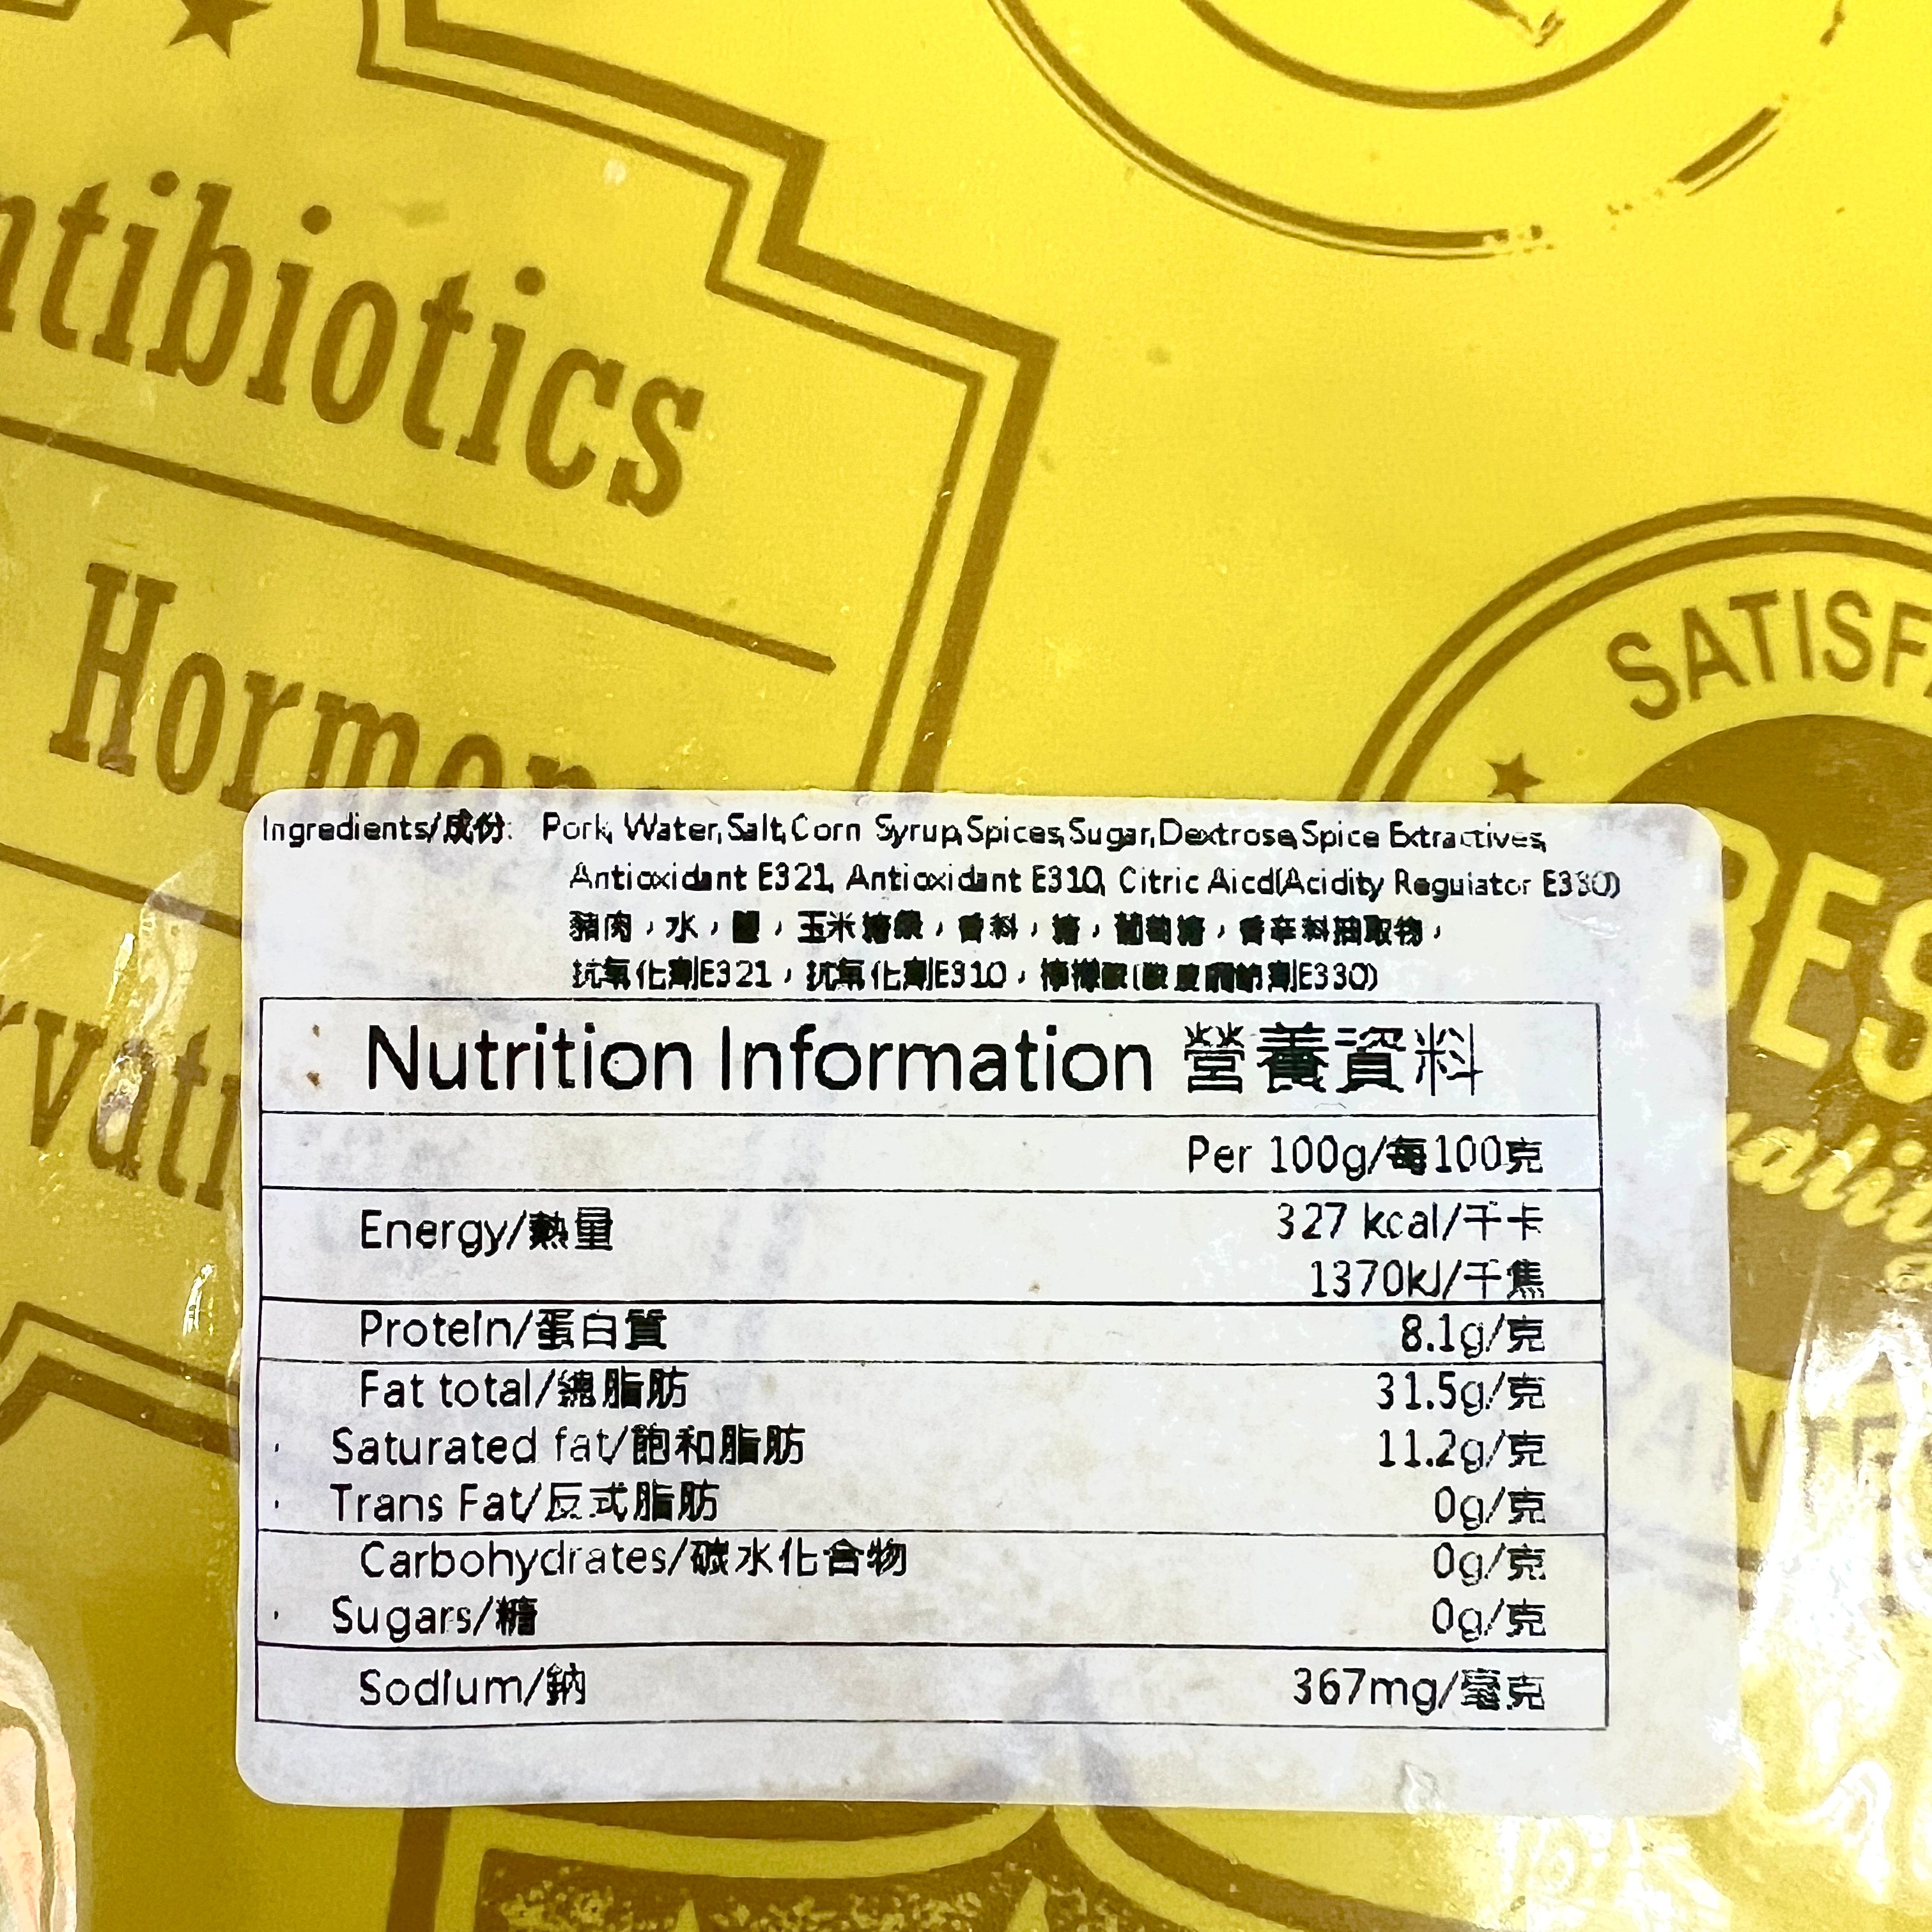 ntibiotics
Hormon
SATISF
BES
Ingredients/成份: Pork, Water,Salt,Corn Syrup,Spices,Sugar,Dextrose,Spice Extractives,
Antioxidant E321, Antioxidant E310, Citric Aicd(Acidity Regulator E330)
豬肉，水，鹽，玉米糖漿，香料，糖，葡萄糖，香辛料抽取物，
抗氧化劑E321，抗氧化劑E310，檸檬酸(酸度調節劑E330)
rvati
Nutrition Information 營養資料
Per 100g/每100克
Energy/熱量 327 kcal/千卡
1370kJ/千焦
Protein/蛋白質 8.1g/克
Fat total/總脂肪 31.5g/克
Saturated fat/飽和脂肪 11.2g/克
Trans Fat/反式脂肪 0g/克
Carbohydrates/碳水化合物 0g/克
Sugars/糖 0g/克
Sodium/鈉 367mg/毫克